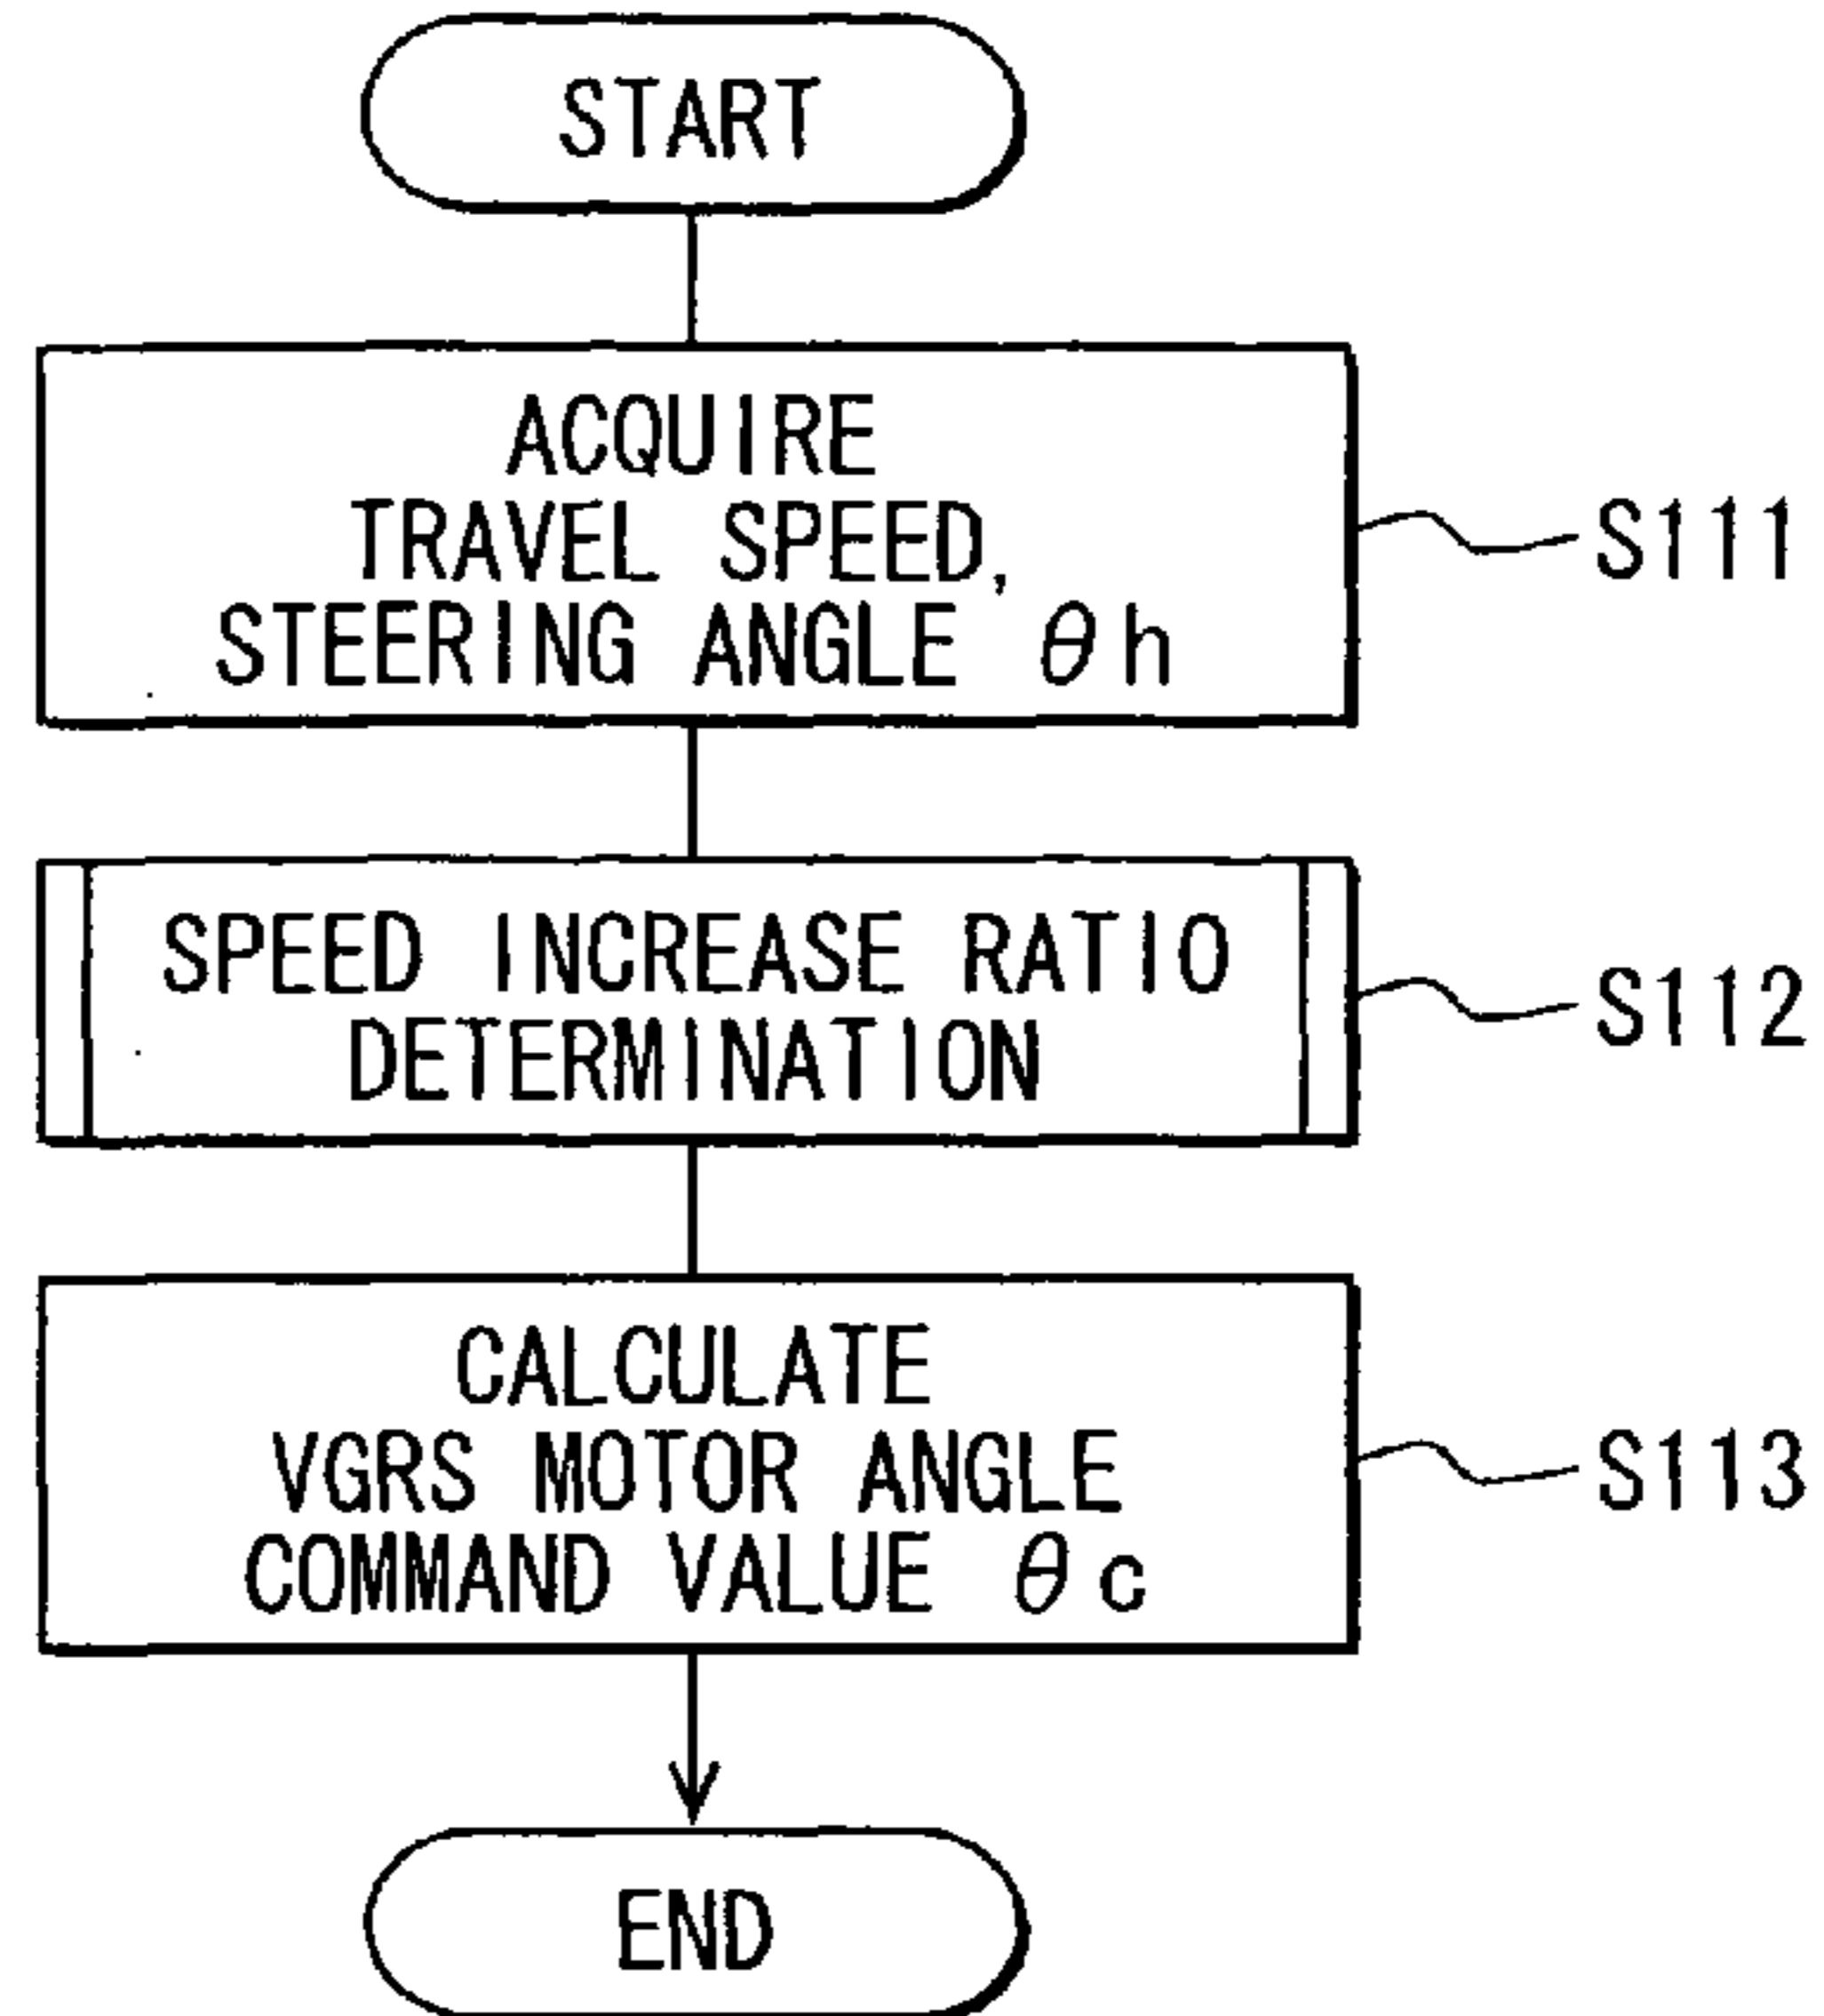 START
ACQUIRE
TRAVEL SPEED,
STEERING ANGLE θh
S111
SPEED INCREASE RATIO
DETERMINATION
S112
CALCULATE
VGRS MOTOR ANGLE
COMMAND VALUE θc
S113
END